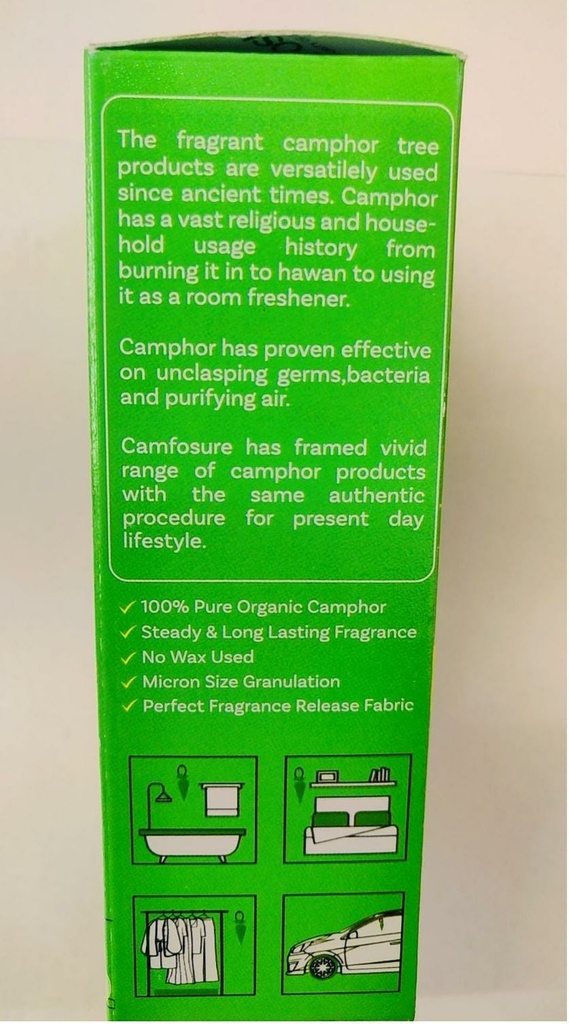 The fragrant camphor tree
products are versatilely used
since ancient times. Camphor
has a vast religious and house-
hold usage history from
burning it in to hawan to using
it as a room freshener.
Camphor has proven effective
on unclasping germs,bacteria
and purifying air.
Camfosure has framed vivid
range of camphor products
with the same authentic
procedure for present day
lifestyle.
✓ 100% Pure Organic Camphor
✓ Steady & Long Lasting Fragrance
✓ No Wax Used
✓ Micron Size Granulation
✓ Perfect Fragrance Release Fabric